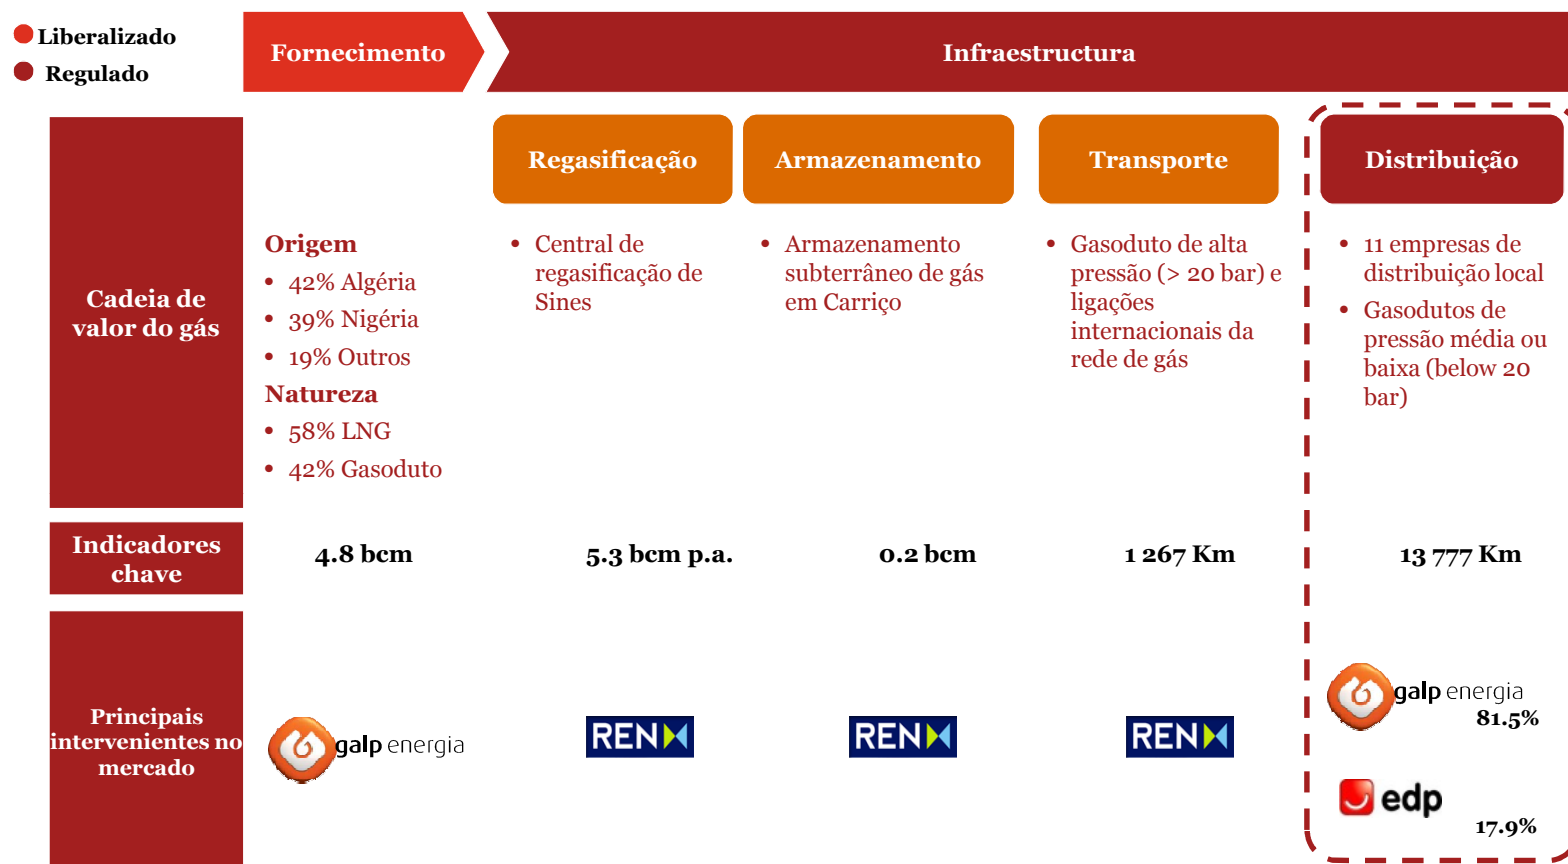 Liberalizado
Regulado
Fornecimento
Infraestructura
Cadeia de
valor do gás
Origem
• 42% Algéria
• 39% Nigéria
• 19% Outros
Natureza
• 58% LNG
• 42% Gasoduto
Regasificação
• Central de
regasificação de
Sines
Armazenamento
• Armazenamento
subterrâneo de gás
em Carriço
Transporte
• Gasoduto de alta
pressão (> 20 bar) e
ligações
internacionais da
rede de gás
Distribuição
• 11 empresas de
distribuição local
• Gasodutos de
pressão média ou
baixa (below 20
bar)
Indicadores
chave
4.8 bcm
5.3 bcm p.a.
0.2 bcm
1 267 Km
13 777 Km
Principais
intervenientes no
mercado
galp energia
REN
REN
REN
galp energia
81.5%
edp
17.9%